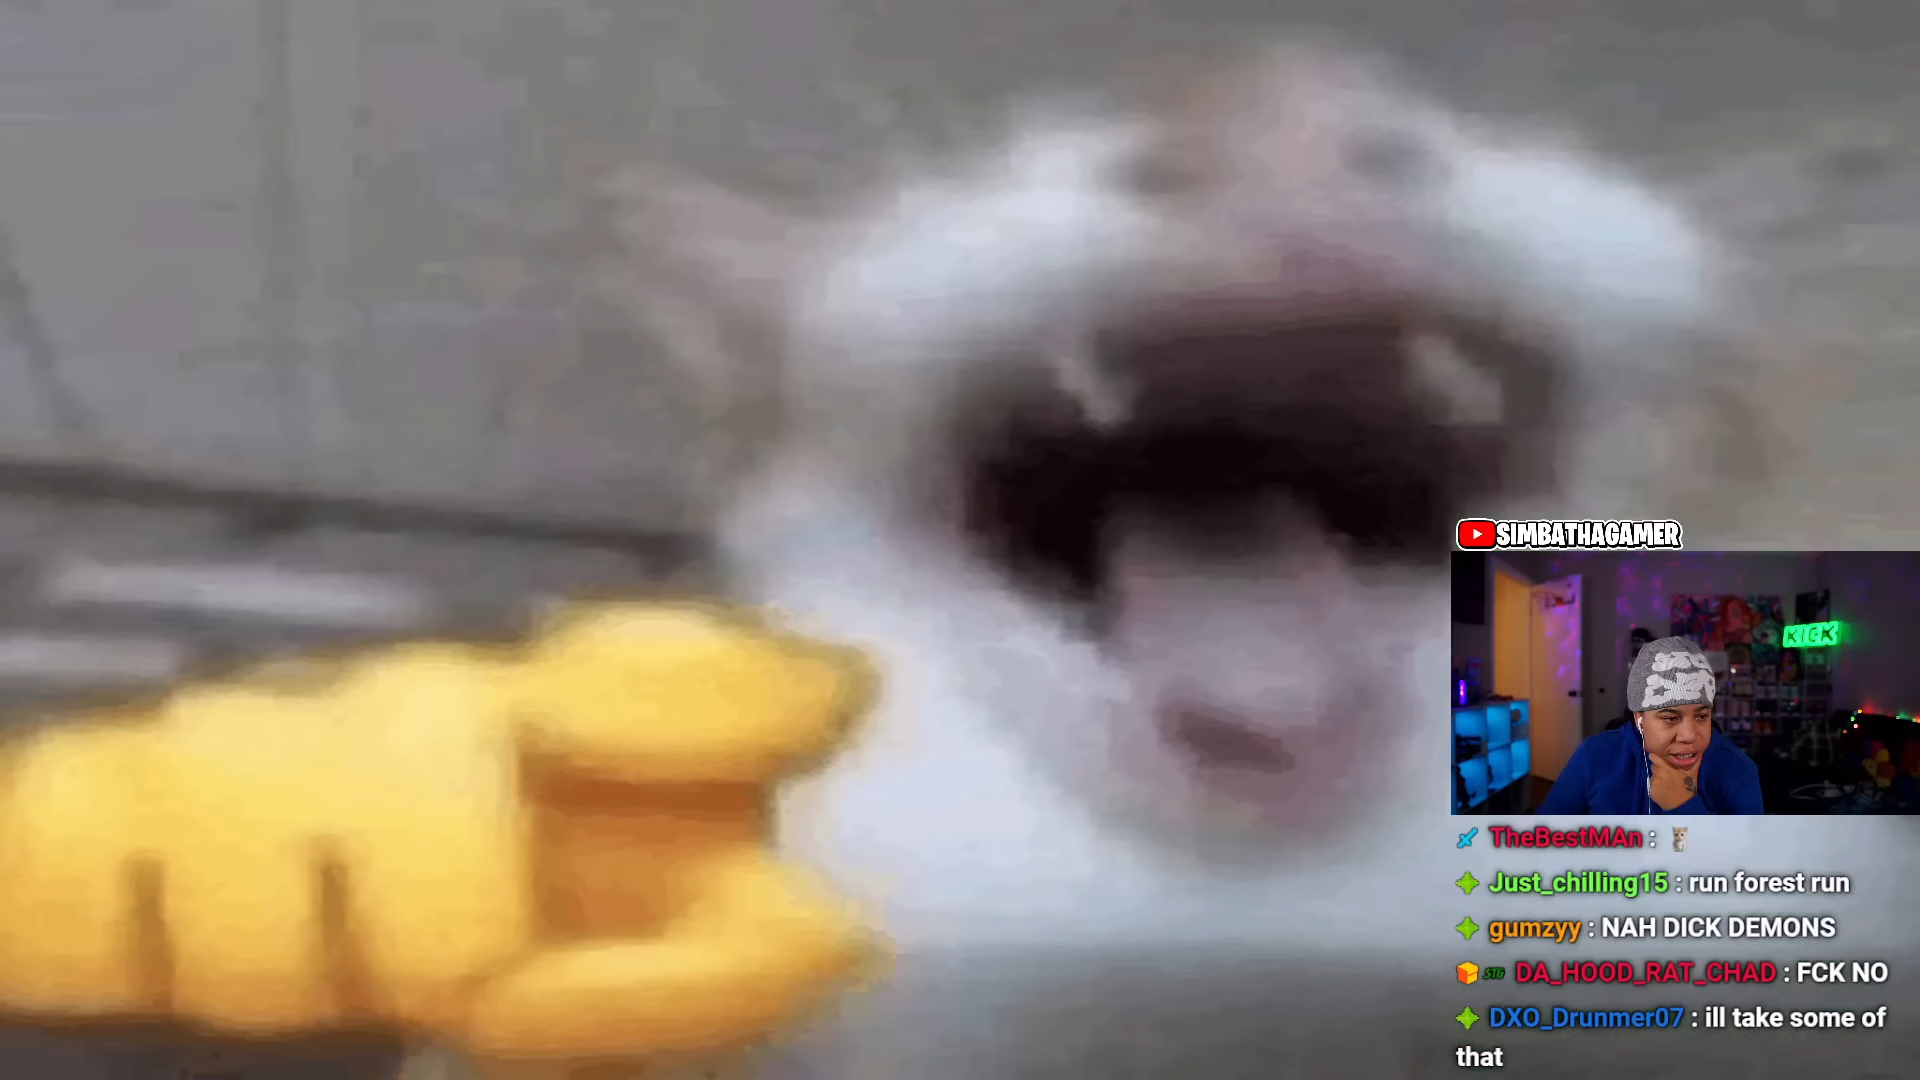 SIMBATHAGAMER
KICK
TheBestMAn :
Just_chilling15 : run forest run
gumzyy : NAH DICK DEMONS
STG DA_HOOD_RAT_CHAD : FCK NO
DXO_Drunmer07 : ill take some of
that